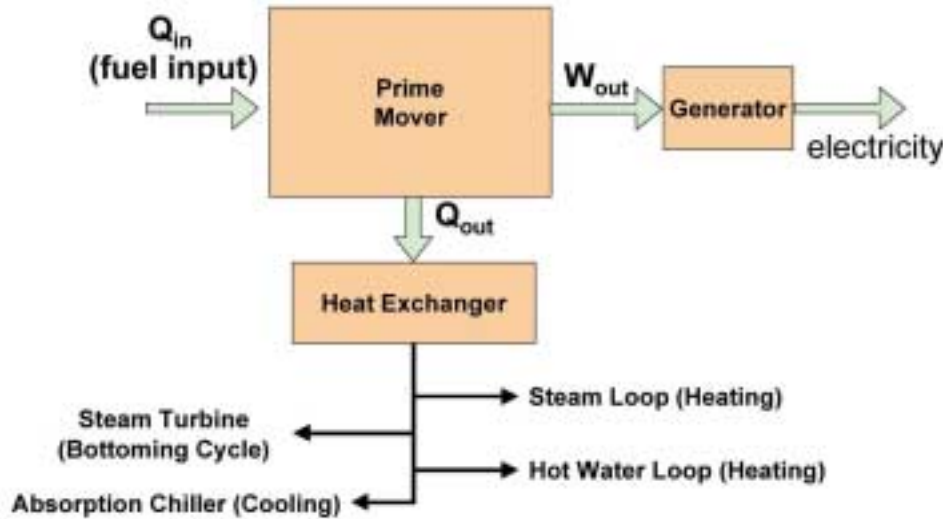 Q_in
(fuel input)
Prime
Mover
W_out
Generator
electricity
Q_out
Heat Exchanger
Steam Loop (Heating)
Steam Turbine
(Bottoming Cycle)
Hot Water Loop (Heating)
Absorption Chiller (Cooling)